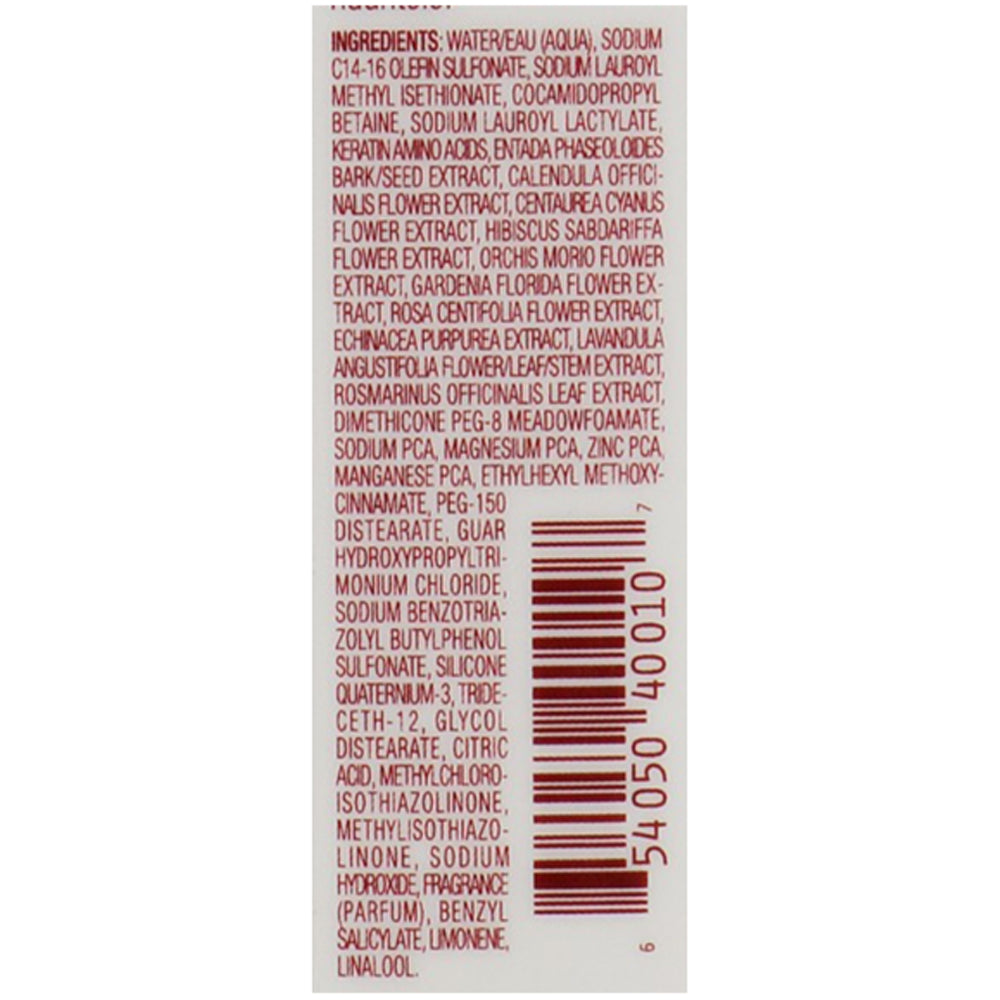 INGREDIENTS: WATER/EAU (AQUA), SODIUM
C14-16 OLEFIN SULFONATE, SODIUM LAUROYL
METHYL ISETHIONATE, COCAMIDOPROPYL
BETAINE, SODIUM LAUROYL LACTYLATE,
KERATIN AMINO ACIDS, ENTADA PHASEOLOIDES
BARK/SEED EXTRACT, CALENDULA OFFICI-
NALIS FLOWER EXTRACT, CENTAUREA CYANUS
FLOWER EXTRACT, HIBISCUS SABDARIFFA
FLOWER EXTRACT, ORCHIS MORIO FLOWER
EXTRACT, GARDENIA FLORIDA FLOWER EX-
TRACT, ROSA CENTIFOLIA FLOWER EXTRACT,
ECHINACEA PURPUREA EXTRACT, LAVANDULA
ANGUSTIFOLIA FLOWER/LEAF/STEM EXTRACT,
ROSMARINUS OFFICINALIS LEAF EXTRACT,
DIMETHICONE PEG-8 MEADOWFOAMATE,
SODIUM PCA, MAGNESIUM PCA, ZINC PCA,
MANGANESE PCA, ETHYLHEXYL METHOXY-
CINNAMATE, PEG-150
DISTEARATE, GUAR
HYDROXYPROPYLTRI-
MONIUM CHLORIDE,
SODIUM BENZOTRIA-
ZOLYL BUTYLPHENOL
SULFONATE, SILICONE
QUATERNIUM-3, TRIDE-
CETH-12, GLYCOL
DISTEARATE, CITRIC
ACID, METHYLCHLORO-
ISOTHIAZOLINONE,
METHYLISOTHIAZO-
LINONE, SODIUM
HYDROXIDE, FRAGRANCE
(PARFUM), BENZYL
SALICYLATE, LIMONENE,
LINALOOL.
6 54050 40010 7